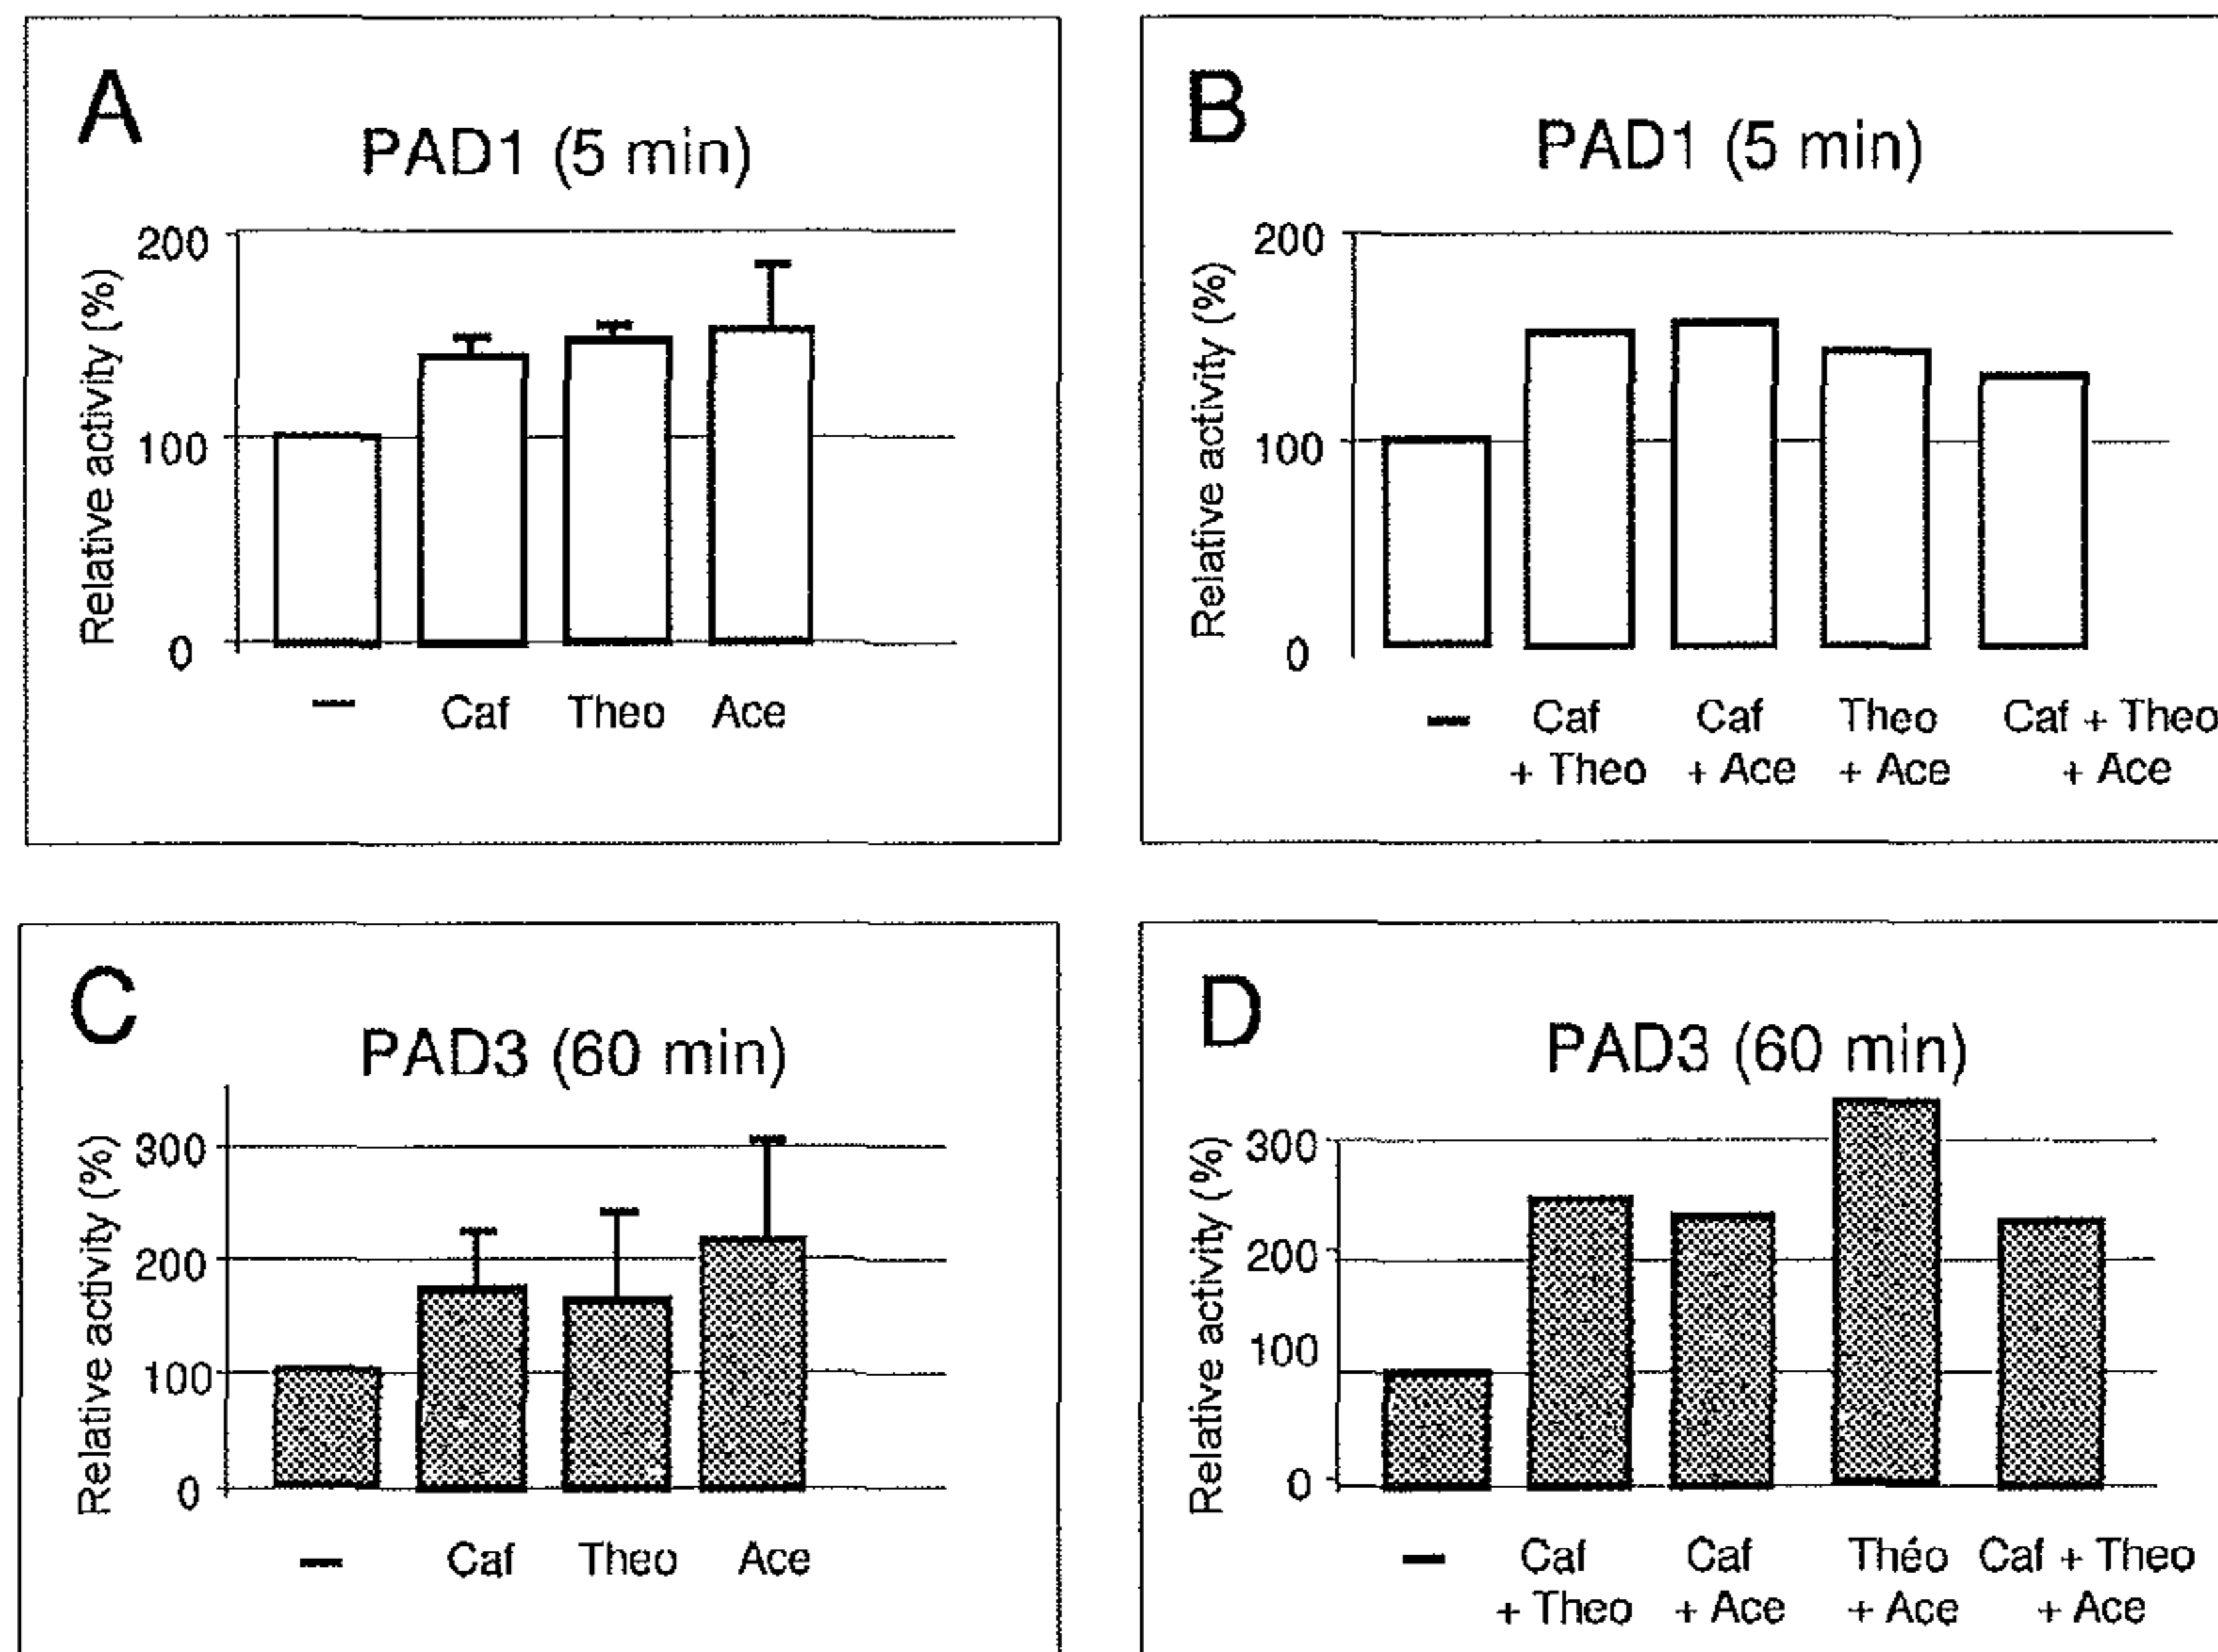 A
PAD1 (5 min)
Relative activity (%)
200
100
0
– Caf Theo Ace
B
PAD1 (5 min)
Relative activity (%)
200
100
0
– Caf Caf Theo Caf + Theo
+ Theo + Ace + Ace + Ace
C
PAD3 (60 min)
Relative activity (%)
300
200
100
0
– Caf Theo Ace
D
PAD3 (60 min)
Relative activity (%)
300
200
100
0
– Caf Caf Théo Caf + Theo
+ Theo + Ace + Ace + Ace